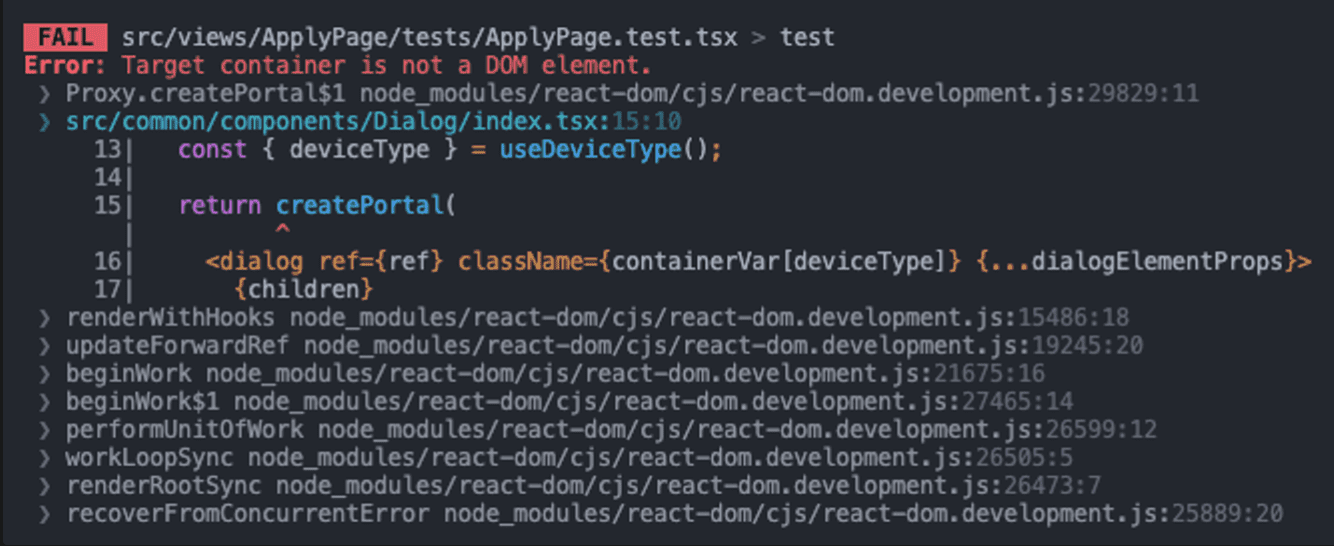 FAIL src/views/ApplyPage/tests/ApplyPage.test.tsx > test
Error: Target container is not a DOM element.
❯ Proxy.createPortal$1 node_modules/react-dom/cjs/react-dom.development.js:29829:11
❯ src/common/components/Dialog/index.tsx:15:10
13|   const { deviceType } = useDeviceType();
14|
15|   return createPortal(
  |          ^
16|     <dialog ref={ref} className={containerVar[deviceType]} {...dialogElementProps}>
17|       {children}
❯ renderWithHooks node_modules/react-dom/cjs/react-dom.development.js:15486:18
❯ updateForwardRef node_modules/react-dom/cjs/react-dom.development.js:19245:20
❯ beginWork node_modules/react-dom/cjs/react-dom.development.js:21675:16
❯ beginWork$1 node_modules/react-dom/cjs/react-dom.development.js:27465:14
❯ performUnitOfWork node_modules/react-dom/cjs/react-dom.development.js:26599:12
❯ workLoopSync node_modules/react-dom/cjs/react-dom.development.js:26505:5
❯ renderRootSync node_modules/react-dom/cjs/react-dom.development.js:26473:7
❯ recoverFromConcurrentError node_modules/react-dom/cjs/react-dom.development.js:25889:20